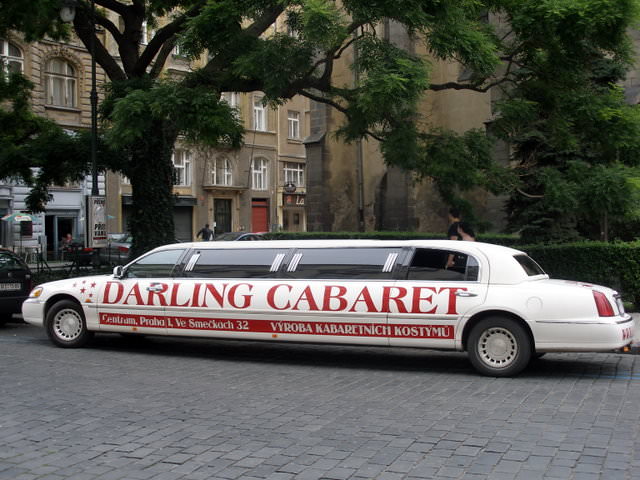 DARLING CABARET
Centrum, Praha 1, Ve Smečkách 32
VÝROBA KABARETNÍCH KOSTÝMŮ